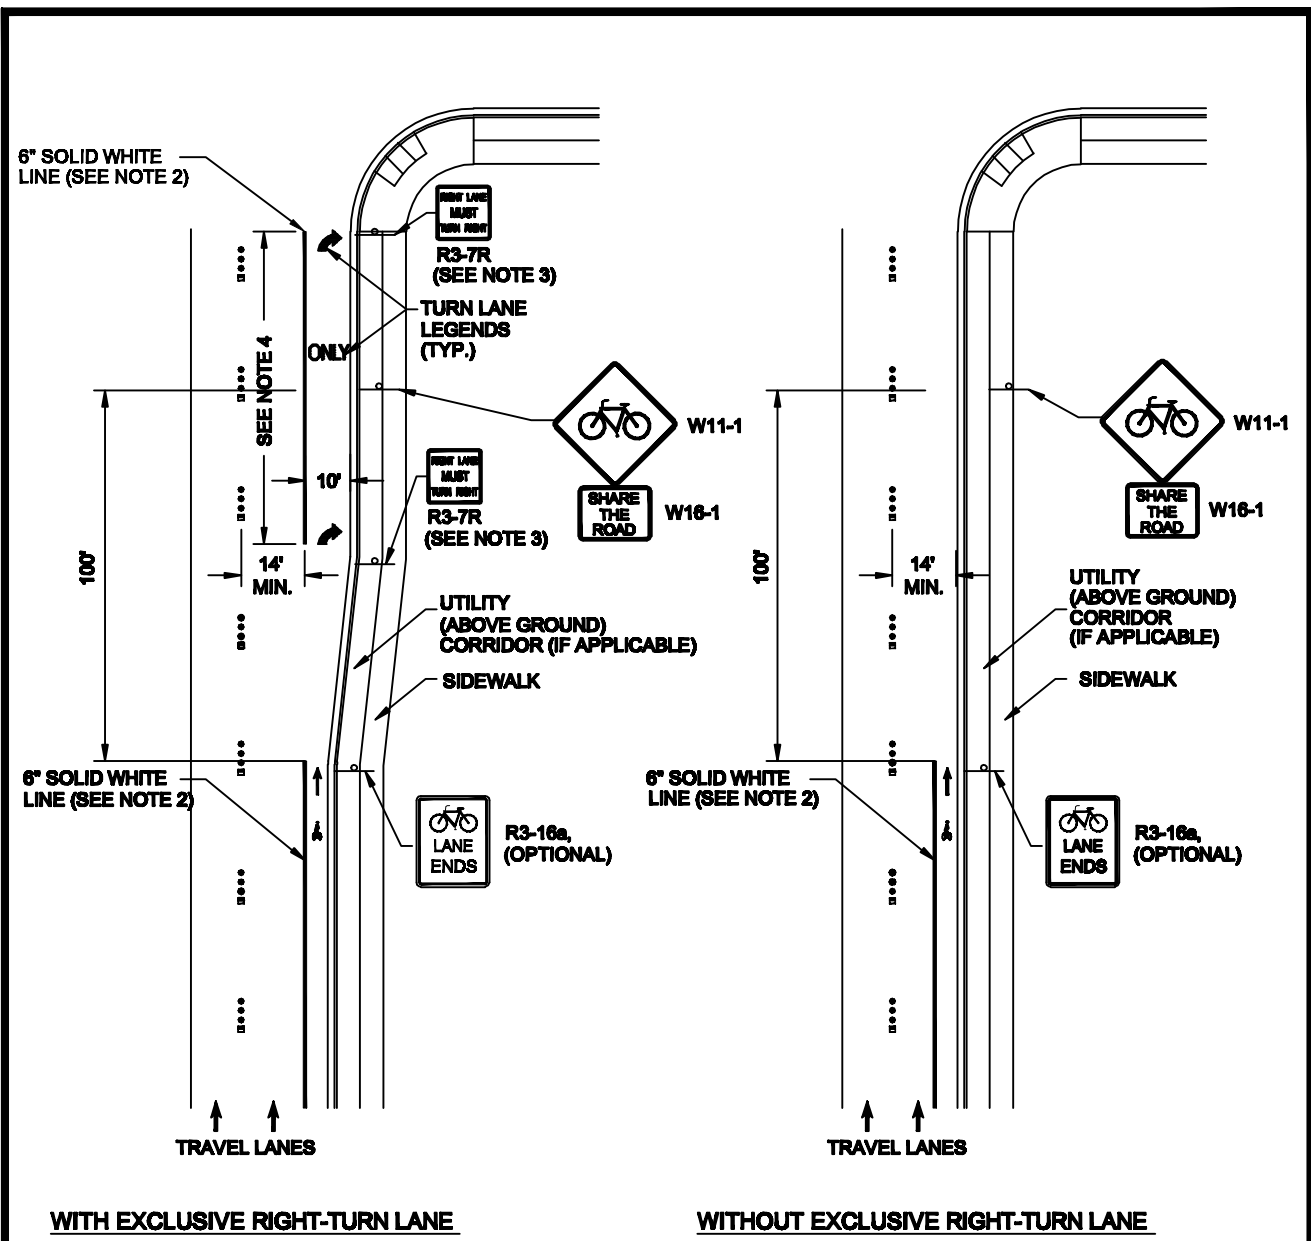 6" SOLID WHITE
LINE (SEE NOTE 2)
RIGHT LANE
MUST
TURN RIGHT
R3-7R
(SEE NOTE 3)
TURN LANE
LEGENDS
(TYP.)
SEE NOTE 4
ONLY
W11-1
SHARE
THE
ROAD
W16-1
10'
RIGHT LANE
MUST
TURN RIGHT
R3-7R
(SEE NOTE 3)
100'
14'
MIN.
UTILITY
(ABOVE GROUND)
CORRIDOR (IF APPLICABLE)
SIDEWALK
6" SOLID WHITE
LINE (SEE NOTE 2)
LANE
ENDS
R3-16a,
(OPTIONAL)
TRAVEL LANES
WITH EXCLUSIVE RIGHT-TURN LANE
W11-1
SHARE
THE
ROAD
W16-1
100'
14'
MIN.
UTILITY
(ABOVE GROUND)
CORRIDOR
(IF APPLICABLE)
SIDEWALK
6" SOLID WHITE
LINE (SEE NOTE 2)
LANE
ENDS
R3-16a,
(OPTIONAL)
TRAVEL LANES
WITHOUT EXCLUSIVE RIGHT-TURN LANE